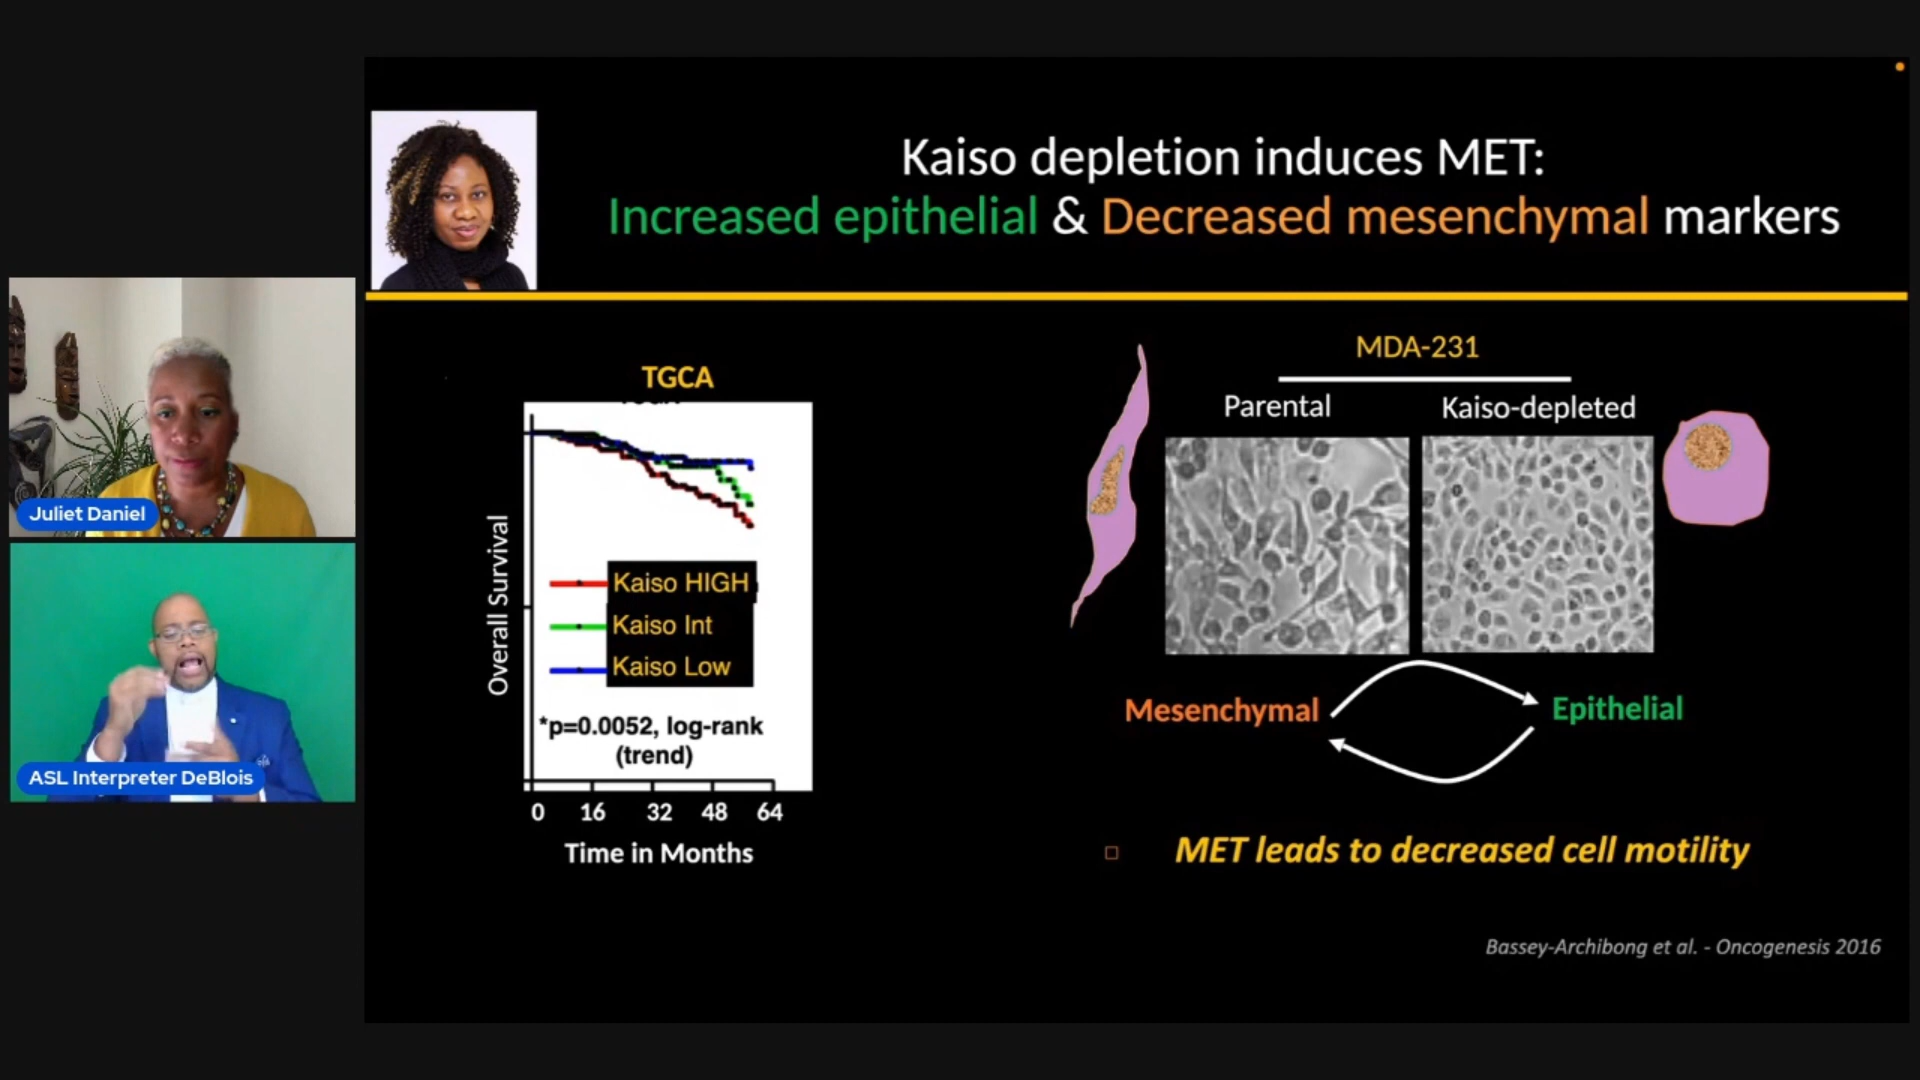 Kaiso depletion induces MET:
Increased epithelial & Decreased mesenchymal markers
Juliet Daniel
ASL Interpreter DeBlois
TGCA
Overall Survival
Kaiso HIGH
Kaiso Int
Kaiso Low
*p=0.0052, log-rank
(trend)
0 16 32 48 64
Time in Months
MDA-231
Parental Kaiso-depleted
Mesenchymal Epithelial
MET leads to decreased cell motility
Bassey-Archibong et al. - Oncogenesis 2016